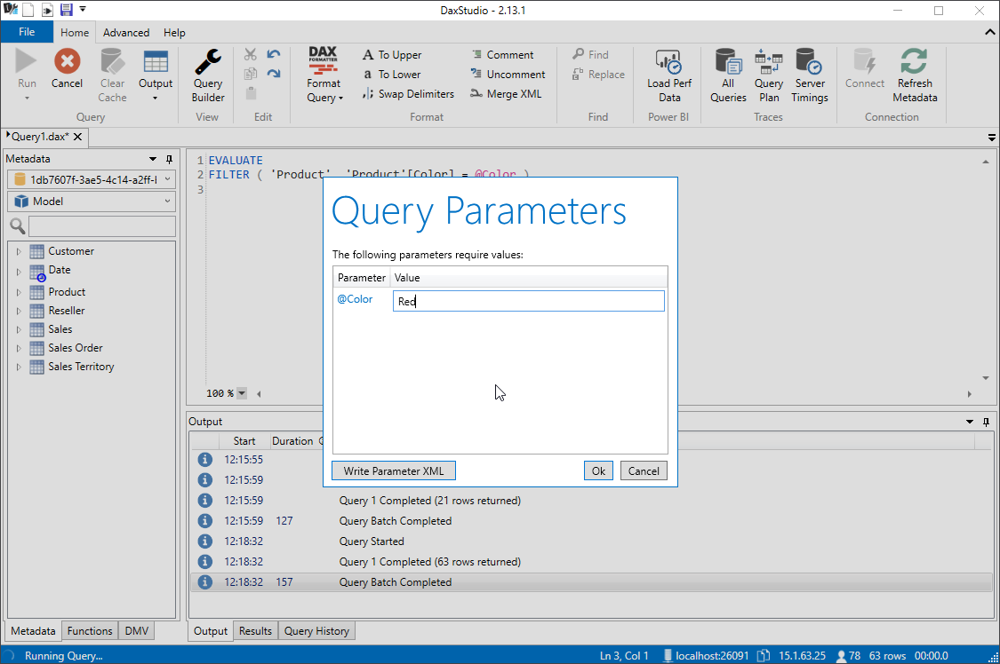 DaxStudio - 2.13.1
File Home Advanced Help
Run Cancel Clear Cache Output Query
Query Builder View
Edit
DAX FORMATTER Format Query
A To Upper
a To Lower
Swap Delimiters
Comment
Uncomment
Merge XML
Format
Find
Replace
Find
Load Perf Data Power BI
All Queries Query Plan Server Timings Traces
Connect Refresh Metadata Connection
Query1.dax*
Metadata
1db7607f-3ae5-4c14-a2ff-
Model
Customer
Date
Product
Reseller
Sales
Sales Order
Sales Territory
Metadata Functions DMV
1 EVALUATE
2 FILTER ( 'Product', 'Product'[Color] = @Color )
3
100 %
Query Parameters
The following parameters require values:
Parameter Value
@Color Red
Write Parameter XML Ok Cancel
Output
Start Duration
12:15:55
12:15:59
12:15:59 Query 1 Completed (21 rows returned)
12:15:59 127 Query Batch Completed
12:18:32 Query Started
12:18:32 Query 1 Completed (63 rows returned)
12:18:32 157 Query Batch Completed
Output Results Query History
Running Query... Ln 3, Col 1 localhost:26091 15.1.63.25 78 63 rows 00:00.0